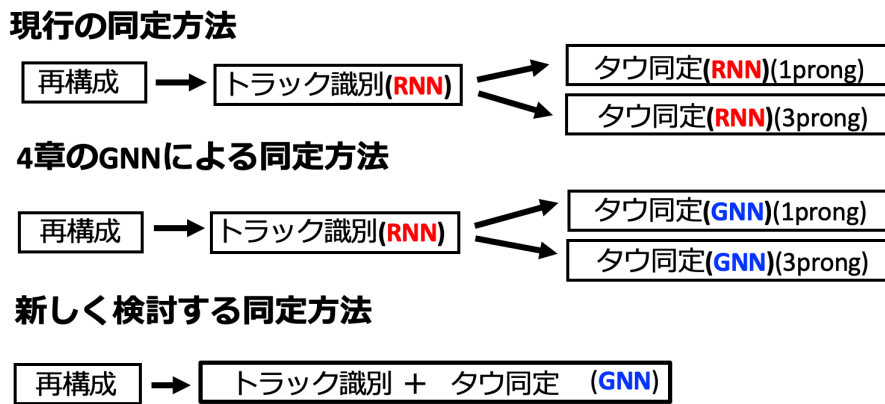 現行の同定方法
再構成
トラック識別(RNN)
タウ同定(RNN)(1prong)
タウ同定(RNN)(3prong)
4章のGNNによる同定方法
再構成
トラック識別(RNN)
タウ同定(GNN)(1prong)
タウ同定(GNN)(3prong)
新しく検討する同定方法
再構成
トラック識別 + タウ同定 (GNN)